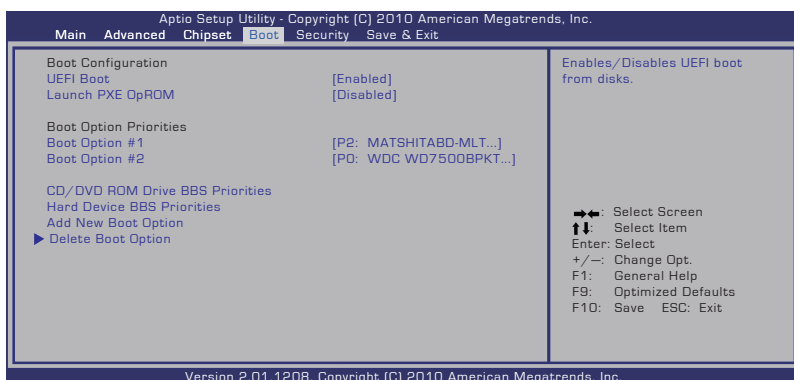 Aptio Setup Utility - Copyright (C) 2010 American Megatrends, Inc.
Main Advanced Chipset Boot Security Save & Exit
Boot Configuration
UEFI Boot [Enabled]
Launch PXE OpROM [Disabled]
Boot Option Priorities
Boot Option #1 [P2: MATSHITABD-MLT...]
Boot Option #2 [P0: WDC WD7500BPKT...]
CD/DVD ROM Drive BBS Priorities
Hard Device BBS Priorities
Add New Boot Option
Delete Boot Option
Enables/Disables UEFI boot
from disks.
→←: Select Screen
↑↓: Select Item
Enter: Select
+/—: Change Opt.
F1: General Help
F9: Optimized Defaults
F10: Save ESC: Exit
Version 2.01.1208. Copyright (C) 2010 American Megatrends, Inc.